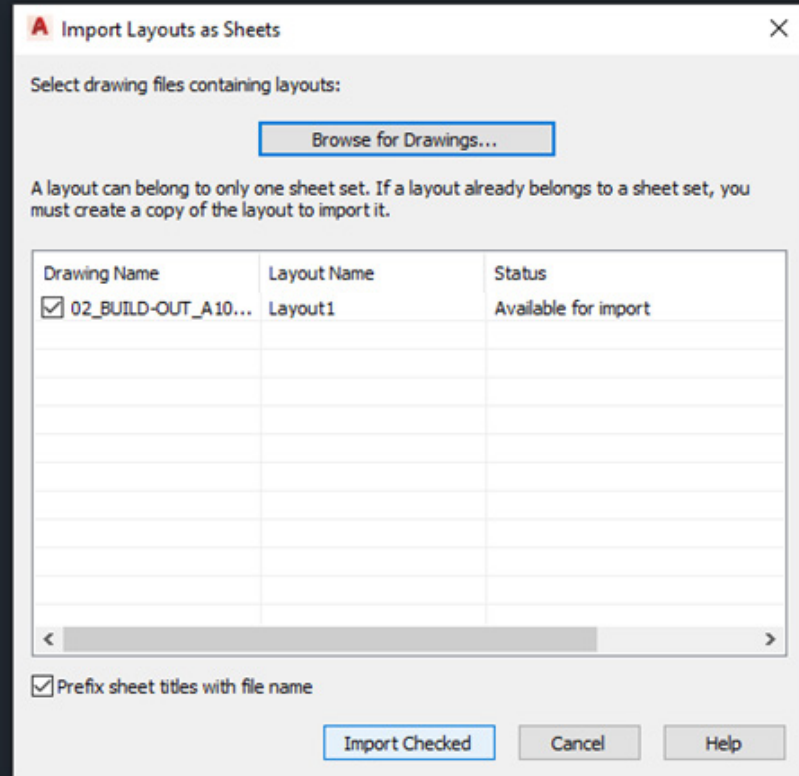 Import Layouts as Sheets
Select drawing files containing layouts:
Browse for Drawings...
A layout can belong to only one sheet set. If a layout already belongs to a sheet set, you
must create a copy of the layout to import it.
Drawing Name Layout Name Status
02_BUILD-OUT_A10... Layout1 Available for import
Prefix sheet titles with file name
Import Checked Cancel Help